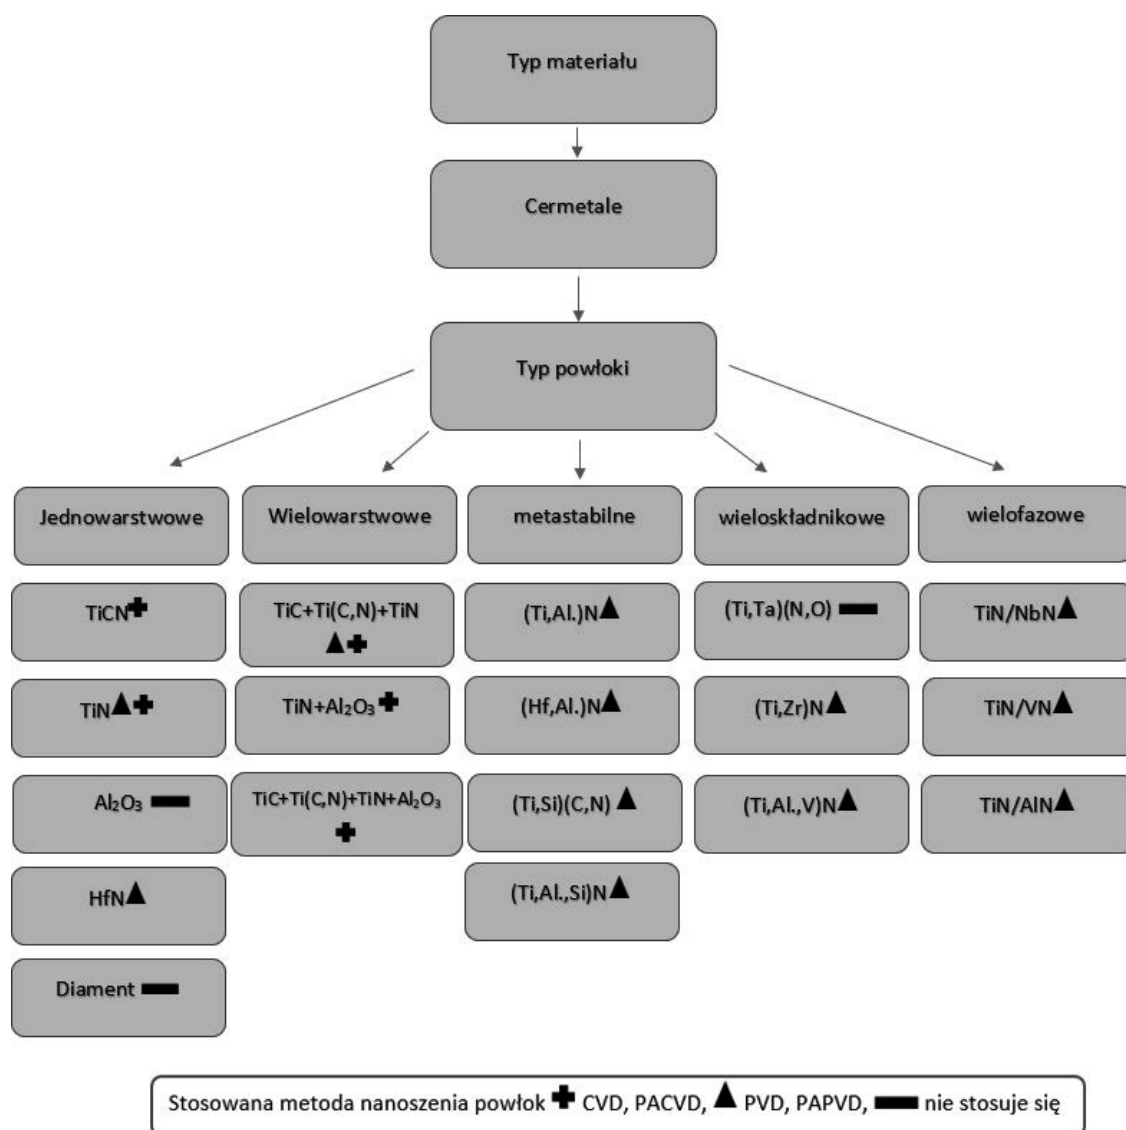 Typ materiału
Cermetale
Typ powłoki
Jednowarstwowe
Wielowarstwowe
metastabilne
wieloskładnikowe
wielofazowe
TiCN✚
TiC+Ti(C,N)+TiN
▲✚
(Ti,Al.)N▲
(Ti,Ta)(N,O) ▬
TiN/NbN▲
TiN▲✚
TiN+Al₂O₃✚
(Hf,Al.)N▲
(Ti,Zr)N▲
TiN/VN▲
Al₂O₃ ▬
TiC+Ti(C,N)+TiN+Al₂O₃
✚
(Ti,Si)(C,N)▲
(Ti,Al.,V)N▲
TiN/AlN▲
HfN▲
(Ti,Al.,Si)N▲
Diament ▬
Stosowana metoda nanoszenia powłok ✚ CVD, PACVD, ▲ PVD, PAPVD, ▬ nie stosuje się